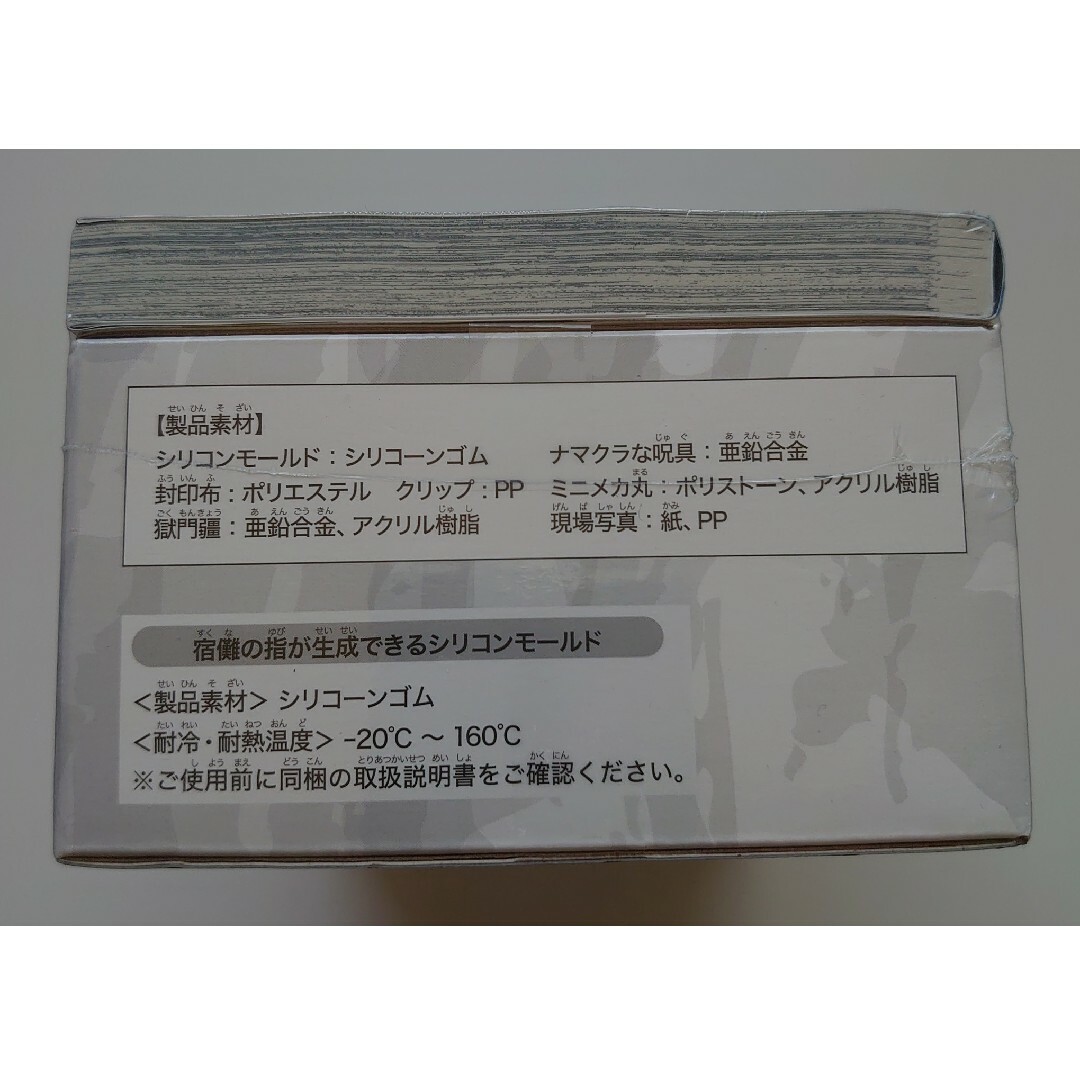 【製品素材】
シリコンモールド：シリコーンゴム
封印布：ポリエステル　クリップ：PP
獄門疆：亜鉛合金、アクリル樹脂
ナマクラな呪具：亜鉛合金
ミニメカ丸：ポリストーン、アクリル樹脂
現場写真：紙、PP
宿儺の指が生成できるシリコンモールド
＜製品素材＞ シリコーンゴム
＜耐冷・耐熱温度＞ −20℃ 〜 160℃
※ご使用前に同梱の取扱説明書をご確認ください。